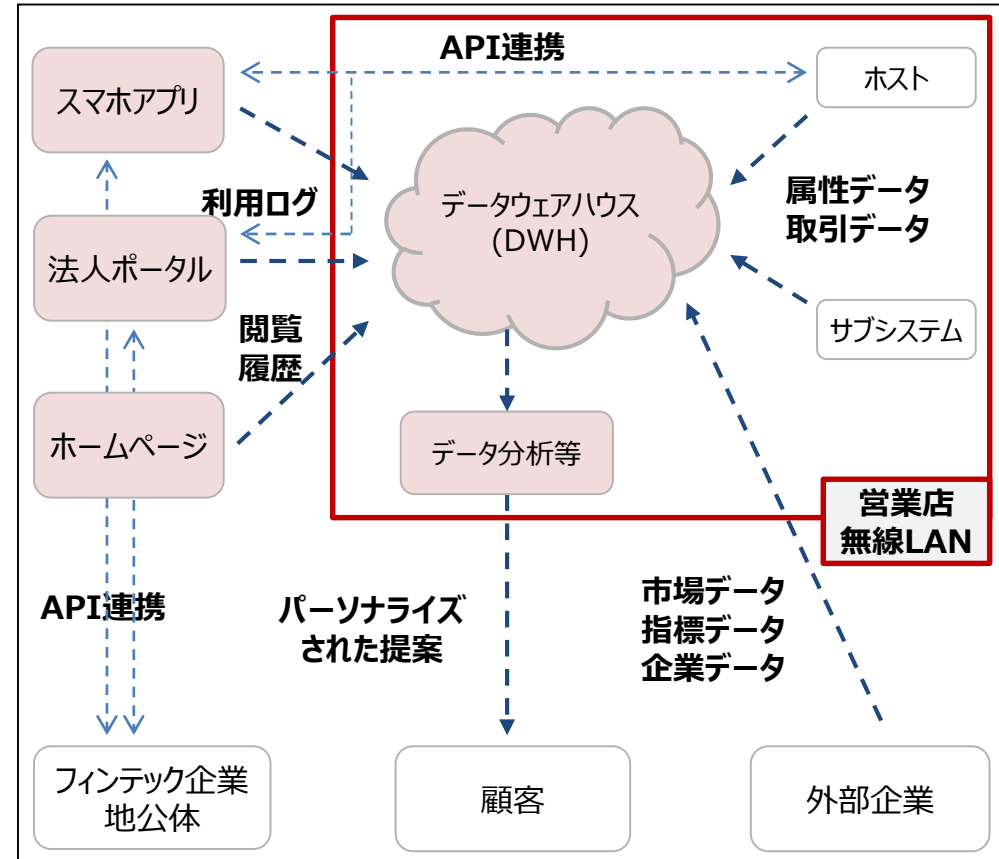 API連携
スマホアプリ
ホスト
利用ログ
データウェアハウス
(DWH)
属性データ
取引データ
法人ポータル
閲覧
履歴
サブシステム
ホームページ
データ分析等
営業店
無線LAN
API連携
パーソナライズ
された提案
市場データ
指標データ
企業データ
フィンテック企業
地公体
顧客
外部企業